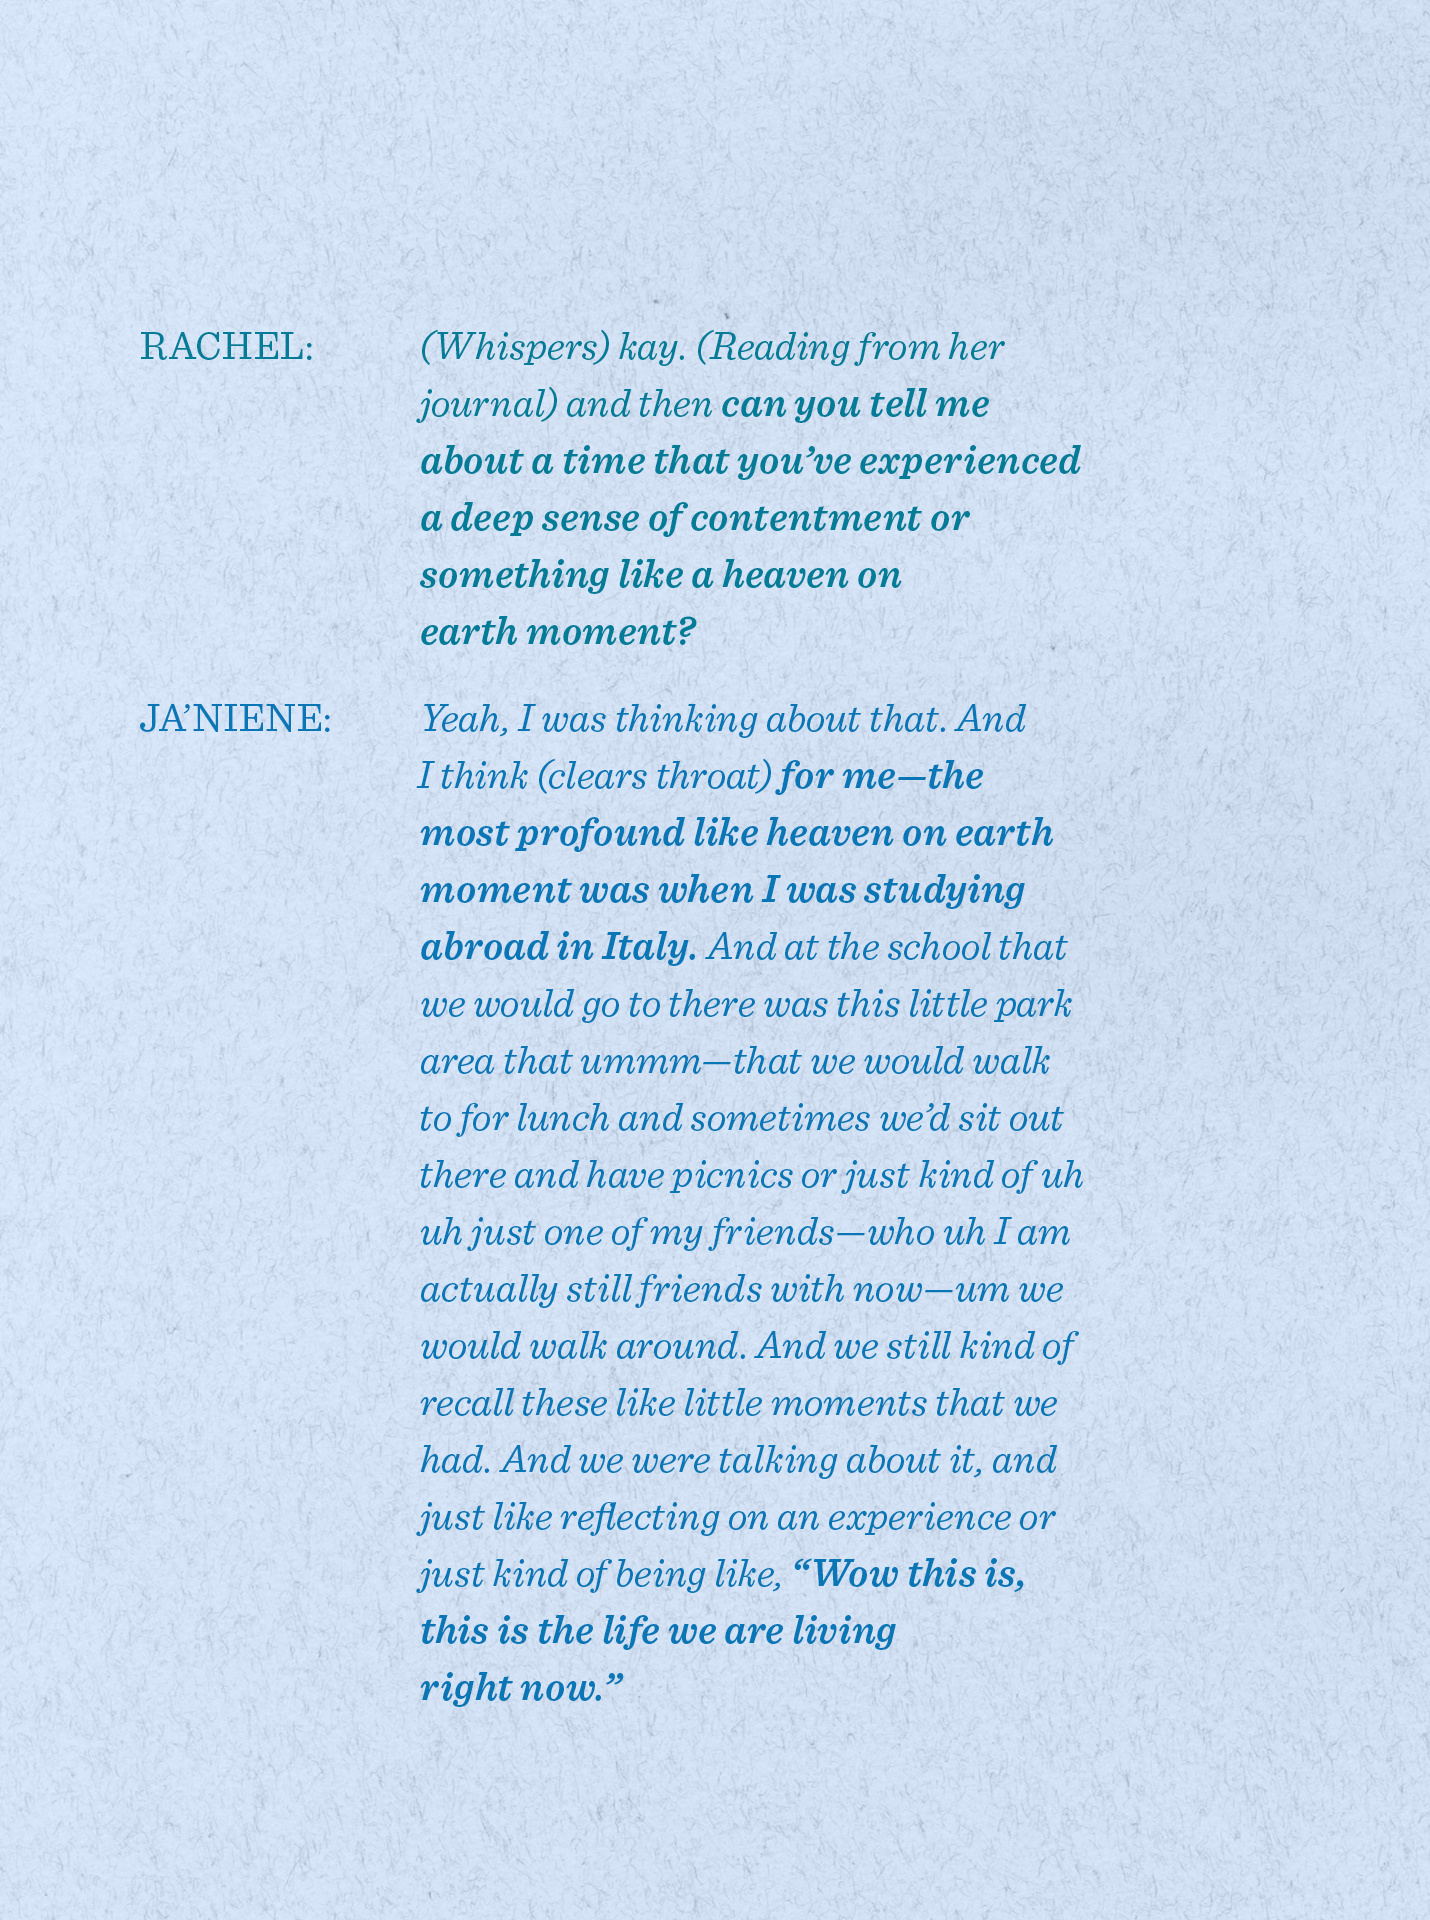 RACHEL: (Whispers) kay. (Reading from her
journal) and then can you tell me
about a time that you’ve experienced
a deep sense of contentment or
something like a heaven on
earth moment?
JA’NIENE: Yeah, I was thinking about that. And
I think (clears throat) for me—the
most profound like heaven on earth
moment was when I was studying
abroad in Italy. And at the school that
we would go to there was this little park
area that ummm—that we would walk
to for lunch and sometimes we’d sit out
there and have picnics or just kind of uh
uh just one of my friends—who uh I am
actually still friends with now—um we
would walk around. And we still kind of
recall these like little moments that we
had. And we were talking about it, and
just like reflecting on an experience or
just kind of being like, “Wow this is,
this is the life we are living
right now.”